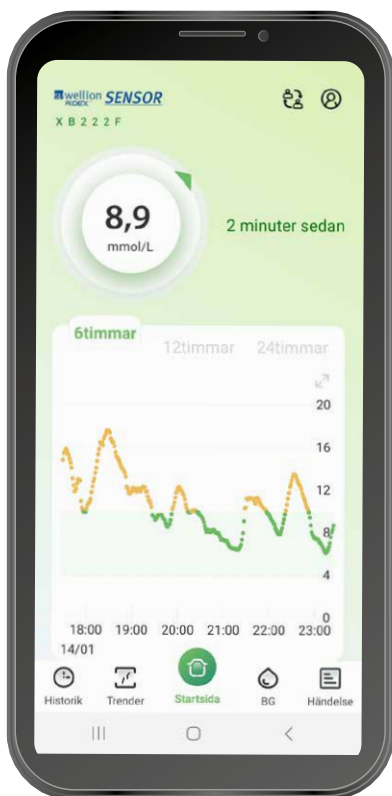 wellion SENSOR
RIDEX
XB222F
8,9
mmol/L
2 minuter sedan
6timmar
12timmar
24timmar
20
16
12
8
4
0
18:00 19:00 20:00 21:00 22:00 23:00
14/01
Historik Trender Startsida BG Händelse